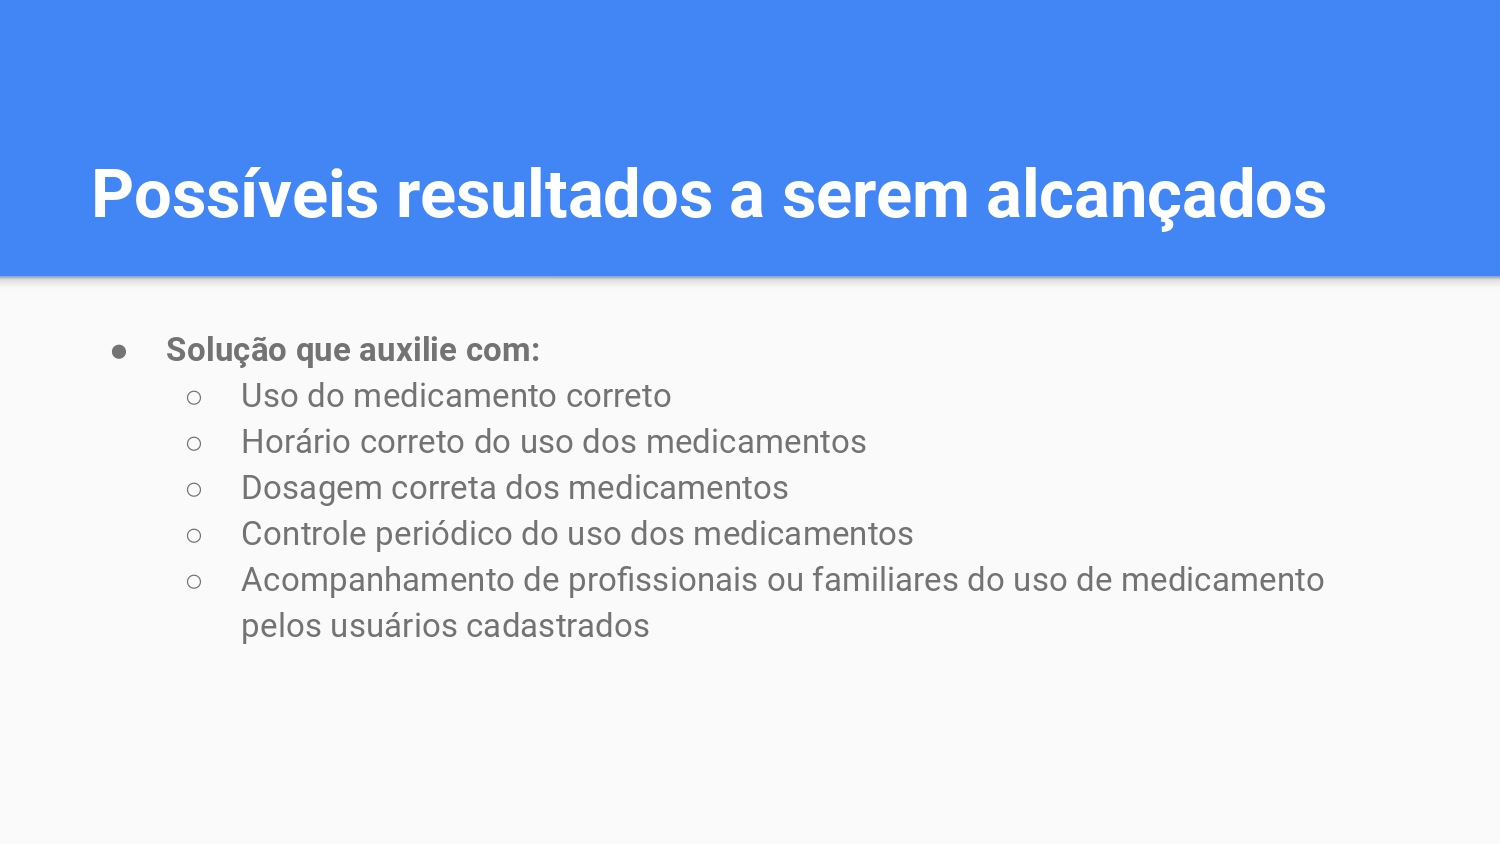 Possíveis resultados a serem alcançados
● Solução que auxilie com:
○ Uso do medicamento correto
○ Horário correto do uso dos medicamentos
○ Dosagem correta dos medicamentos
○ Controle periódico do uso dos medicamentos
○ Acompanhamento de profissionais ou familiares do uso de medicamento
pelos usuários cadastrados